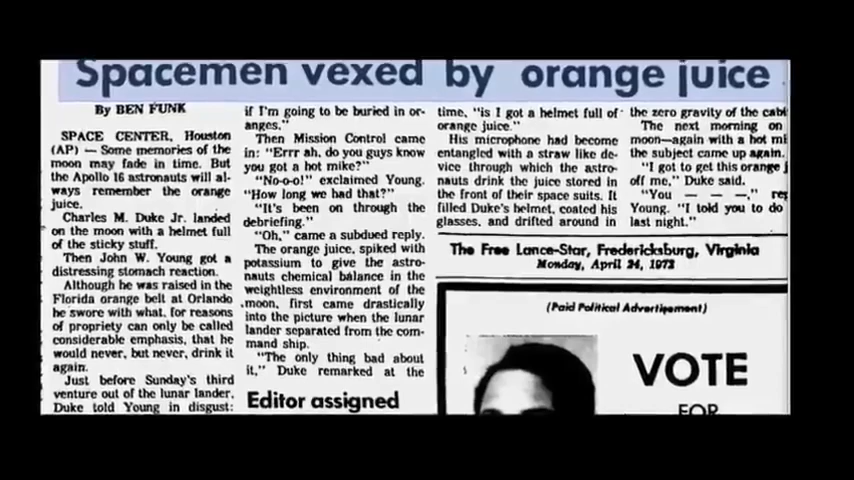 Spacemen vexed by orange juice
By BEN FUNK
SPACE CENTER, Houston
(AP) — Some memories of the
moon may fade in time. But
the Apollo 16 astronauts will al-
ways remember the orange
juice.
Charles M. Duke Jr. landed
on the moon with a helmet full
of the sticky stuff.
Then John W. Young got a
distressing stomach reaction.
Although he was raised in the
Florida orange belt at Orlando
he swore with what, for reasons
of propriety can only be called
considerable emphasis, that he
would never, but never, drink it
again.
Just before Sunday's third
venture out of the lunar lander,
Duke told Young in disgust:
if I'm going to be buried in or-
anges."
Then Mission Control came
in: "Errr ah, do you guys know
you got a hot mike?"
"No-o-o!" exclaimed Young.
"How long we had that?"
"It's been on through the
debriefing."
"Oh," came a subdued reply.
The orange juice, spiked with
potassium to give the astro-
nauts chemical balance in the
weightless environment of the
moon, first came drastically
into the picture when the lunar
lander separated from the com-
mand ship.
"The only thing bad about
it," Duke remarked at the
Editor assigned
time, "is I got a helmet full of
orange juice."
His microphone had become
entangled with a straw like de-
vice through which the astro-
nauts drink the juice stored in
the front of their space suits. It
filled Duke's helmet, coated his
glasses, and drifted around in
the zero gravity of the cabi
The next morning on
moon—again with a hot mi
the subject came up again.
"I got to get this orange j
off me," Duke said.
"You — — —," rep
Young. "I told you to do
last night."
The Free Lance-Star, Fredericksburg, Virginia
Monday, April 24, 1972
(Paid Political Advertisement)
VOTE
FOR